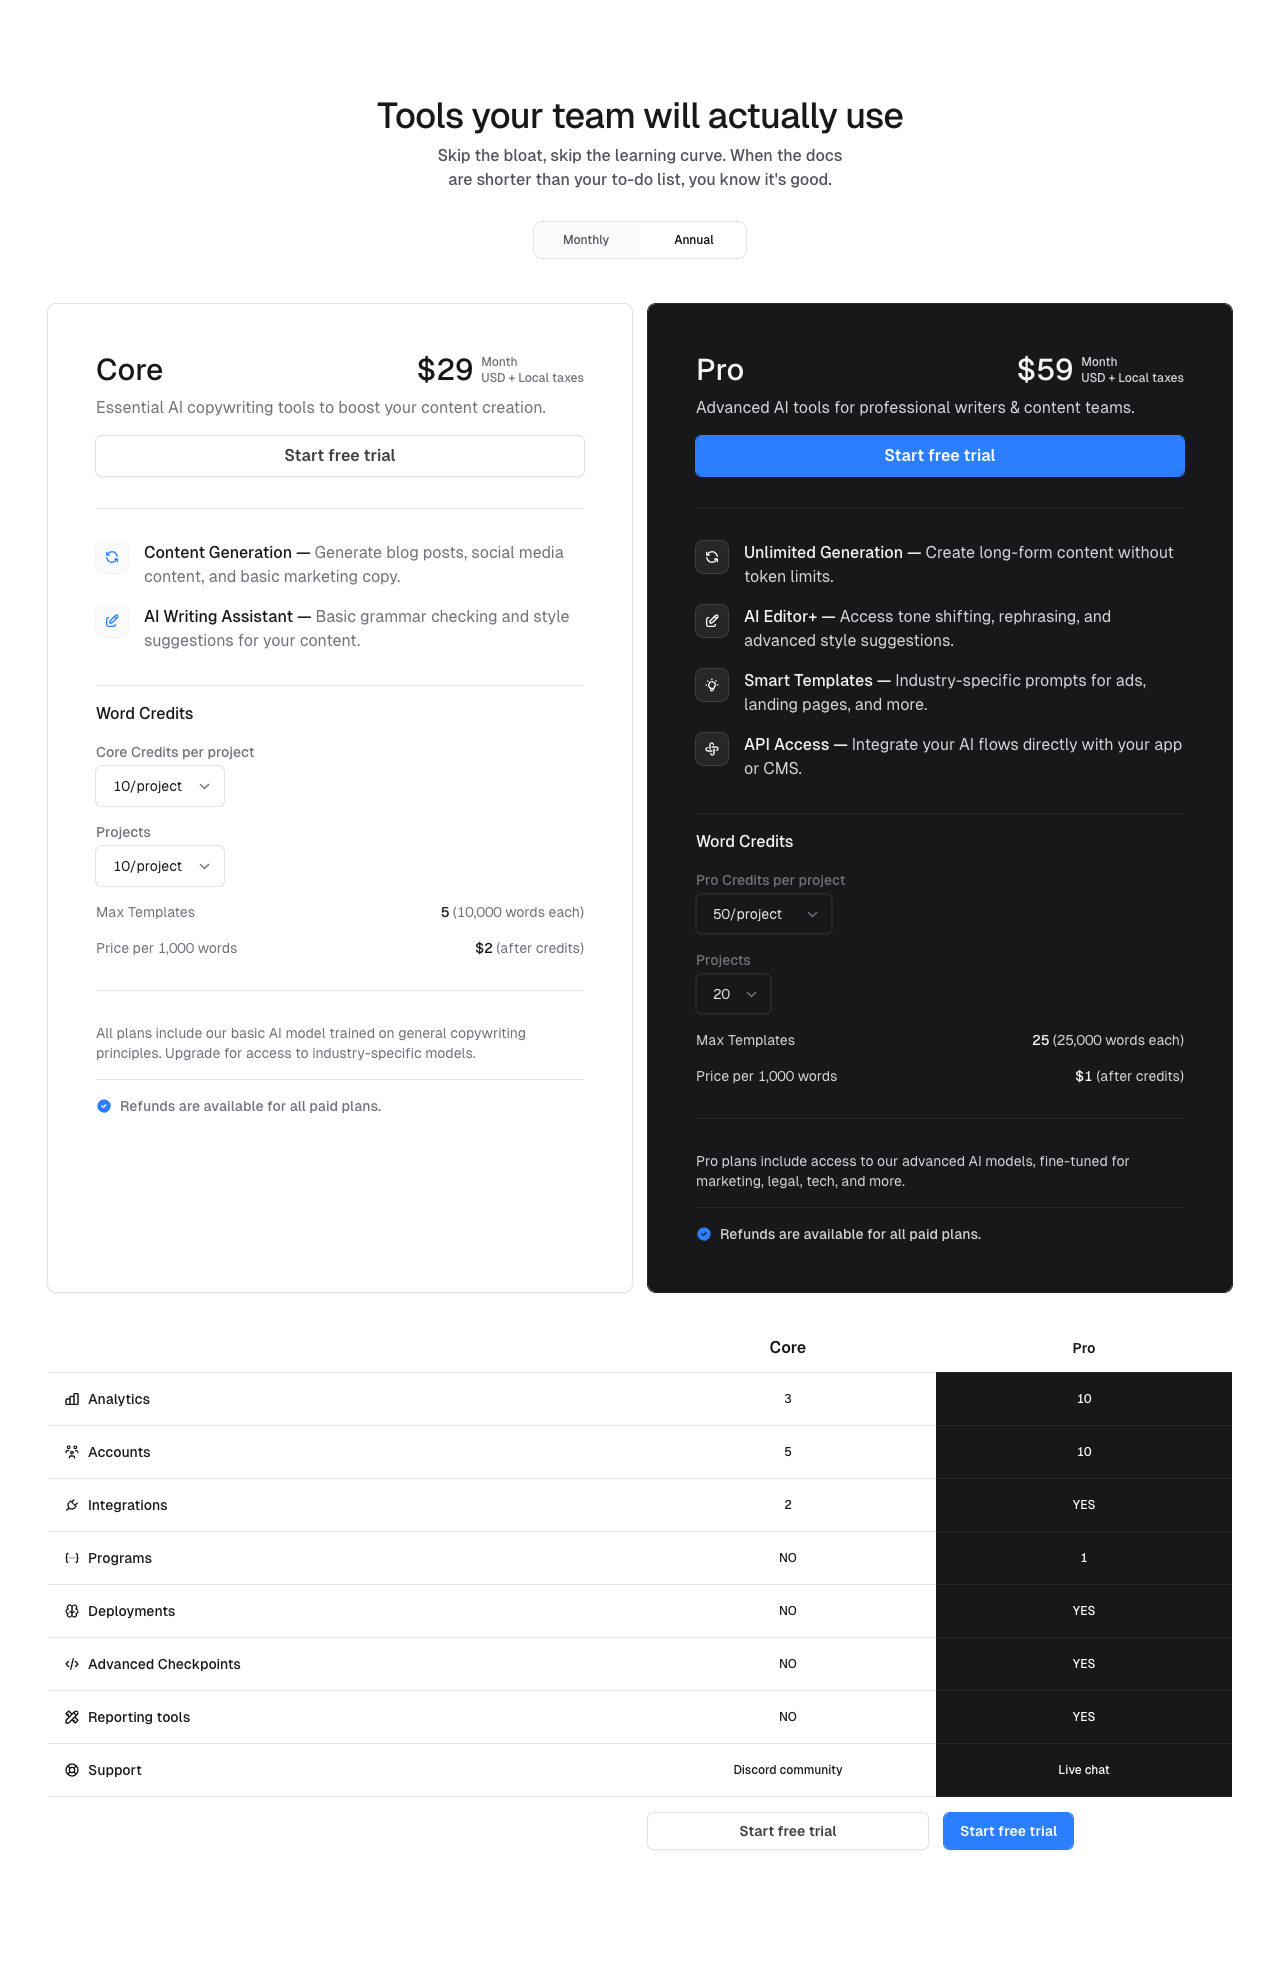 Tools your team will actually use
Skip the bloat, skip the learning curve. When the docs
are shorter than your to-do list, you know it's good.
Monthly
Annual
Core
$29
Month
USD + Local taxes
Essential AI copywriting tools to boost your content creation.
Start free trial
Content Generation — Generate blog posts, social media
content, and basic marketing copy.
AI Writing Assistant — Basic grammar checking and style
suggestions for your content.
Word Credits
Core Credits per project
10/project
Projects
10/project
Max Templates
5 (10,000 words each)
Price per 1,000 words
$2 (after credits)
All plans include our basic AI model trained on general copywriting
principles. Upgrade for access to industry-specific models.
Refunds are available for all paid plans.
Pro
$59
Month
USD + Local taxes
Advanced AI tools for professional writers & content teams.
Start free trial
Unlimited Generation — Create long-form content without
token limits.
AI Editor+ — Access tone shifting, rephrasing, and
advanced style suggestions.
Smart Templates — Industry-specific prompts for ads,
landing pages, and more.
API Access — Integrate your AI flows directly with your app
or CMS.
Word Credits
Pro Credits per project
50/project
Projects
20
Max Templates
25 (25,000 words each)
Price per 1,000 words
$1 (after credits)
Pro plans include access to our advanced AI models, fine-tuned for
marketing, legal, tech, and more.
Refunds are available for all paid plans.
Core
Pro
Analytics
3
10
Accounts
5
10
Integrations
2
YES
Programs
NO
1
Deployments
NO
YES
Advanced Checkpoints
NO
YES
Reporting tools
NO
YES
Support
Discord community
Live chat
Start free trial
Start free trial